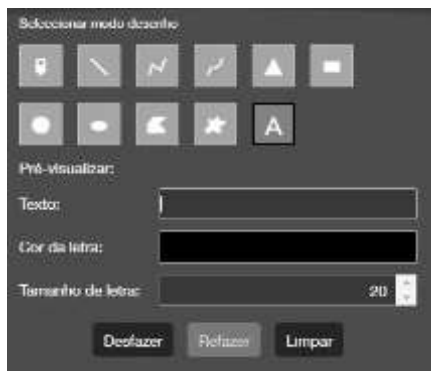 Seleccionar modo desenho
A
Pré-visualizar:
Texto:
Cor da letra:
Tamanho de letra:
20
Desfazer Refazer Limpar